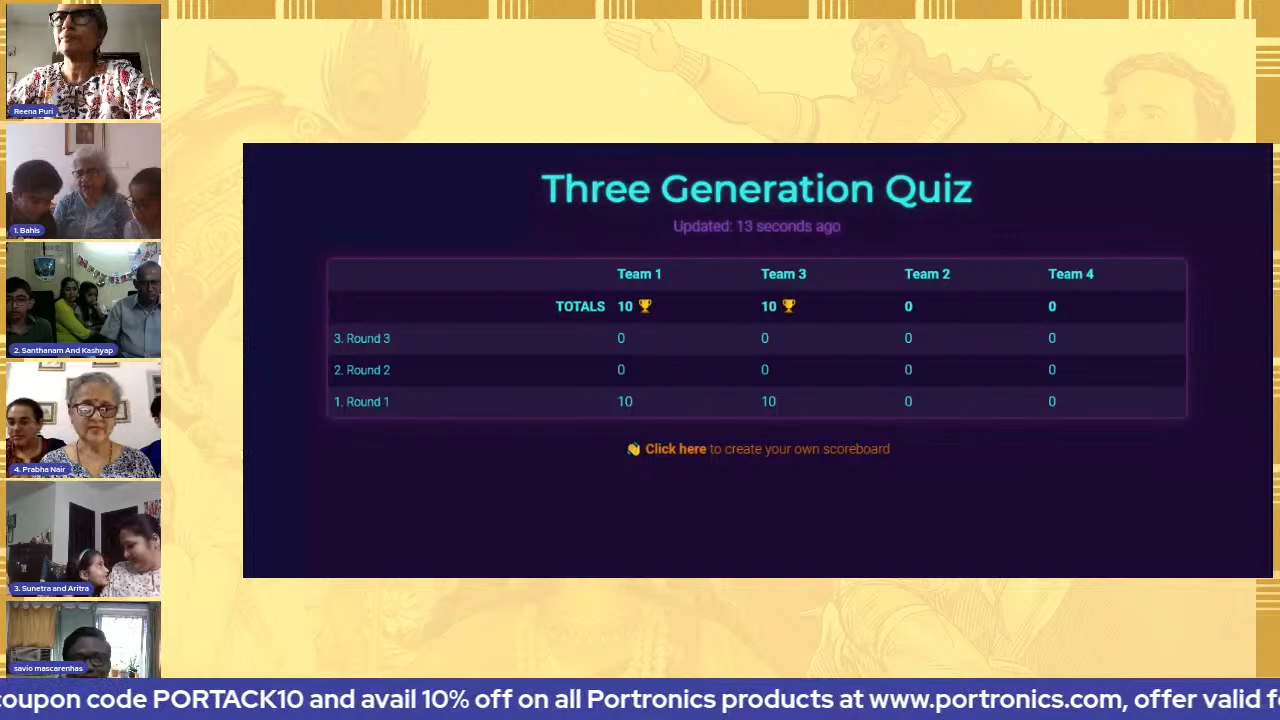 Reena Puri
1. Bahls
2. Santhanam And Kashyap
4. Prabha Nair
3. Sunetra and Aritra
savio mascarenhas
Three Generation Quiz
Updated: 13 seconds ago
Team 1 Team 3 Team 2 Team 4
TOTALS 10 🏆 10 🏆 0 0
3. Round 3 0 0 0 0
2. Round 2 0 0 0 0
1. Round 1 10 10 0 0
👋 Click here to create your own scoreboard
coupon code PORTACK10 and avail 10% off on all Portronics products at www.portronics.com, offer valid f